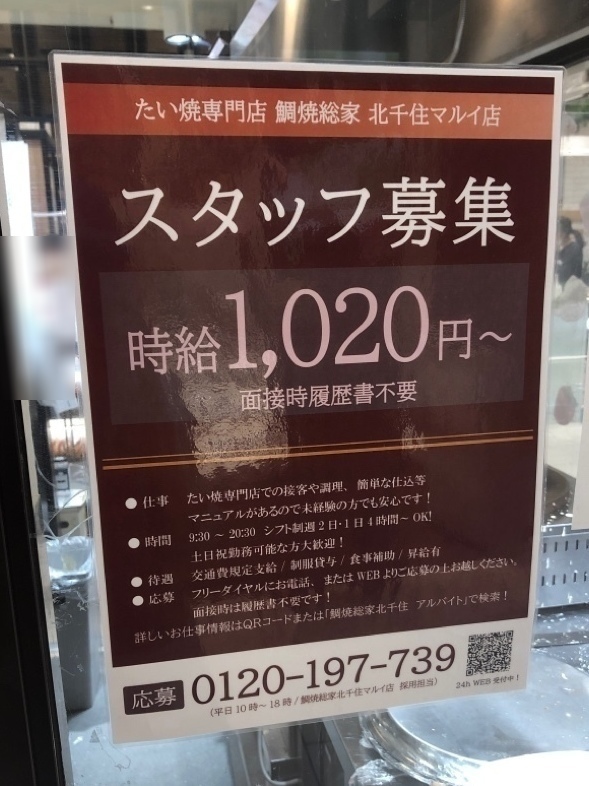 たい焼専門店 鯛焼総家 北千住マルイ店
スタッフ募集
時給1,020円～
面接時履歴書不要
● 仕事 たい焼専門店での接客や調理、簡単な仕込等
マニュアルがあるので未経験の方でも安心です！
● 時間 9:30 ～ 20:30 シフト制週2日・1日4時間～ OK!
土日祝勤務可能な方大歓迎！
● 待遇 交通費規定支給 / 制服貸与 / 食事補助 / 昇給有
● 応募 フリーダイヤルにお電話、またはWEBよりご応募の上お越しください。
面接時は履歴書不要です！
詳しいお仕事情報はQRコードまたは「鯛焼総家北千住 アルバイト」で検索！
応募 0120-197-739
（平日10時～18時 / 鯛焼総家北千住マルイ店 採用担当）
24h WEB受付中！